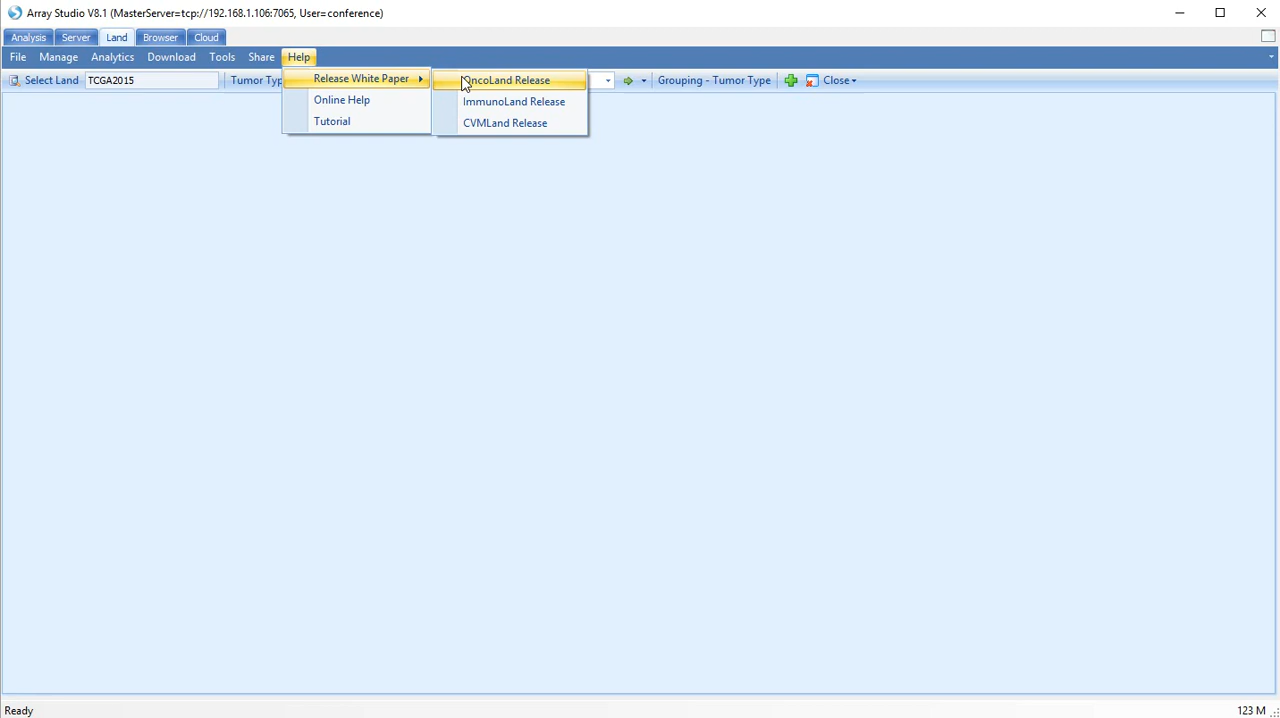 Array Studio V8.1 (MasterServer=tcp://192.168.1.106:7065, User=conference)
Analysis Server Land Browser Cloud
File Manage Analytics Download Tools Share Help
Select Land TCGA2015 Tumor Typ Grouping - Tumor Type Close
Release White Paper
Online Help
Tutorial
OncoLand Release
ImmunoLand Release
CVMLand Release
Ready 123 M